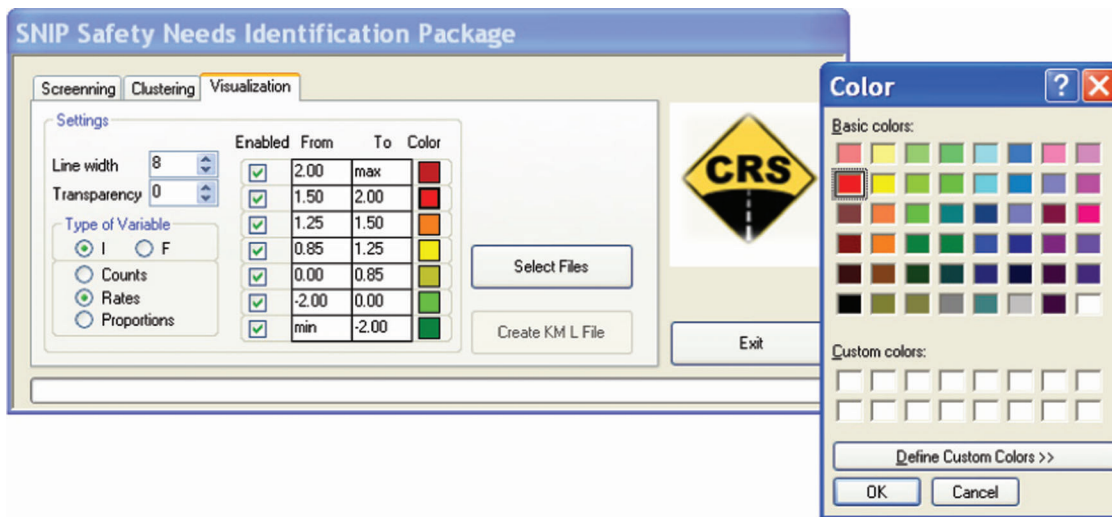 SNIP Safety Needs Identification Package
Screenning Clustering Visualization
Settings
Line width 8
Transparency 0
Type of Variable
I F
Counts
Rates
Proportions
Enabled From To Color
2.00 max
1.50 2.00
1.25 1.50
0.85 1.25
0.00 0.85
-2.00 0.00
min -2.00
Select Files
Create KM L File
CRS
Exit
Color
Basic colors:
Custom colors:
Define Custom Colors >>
OK Cancel